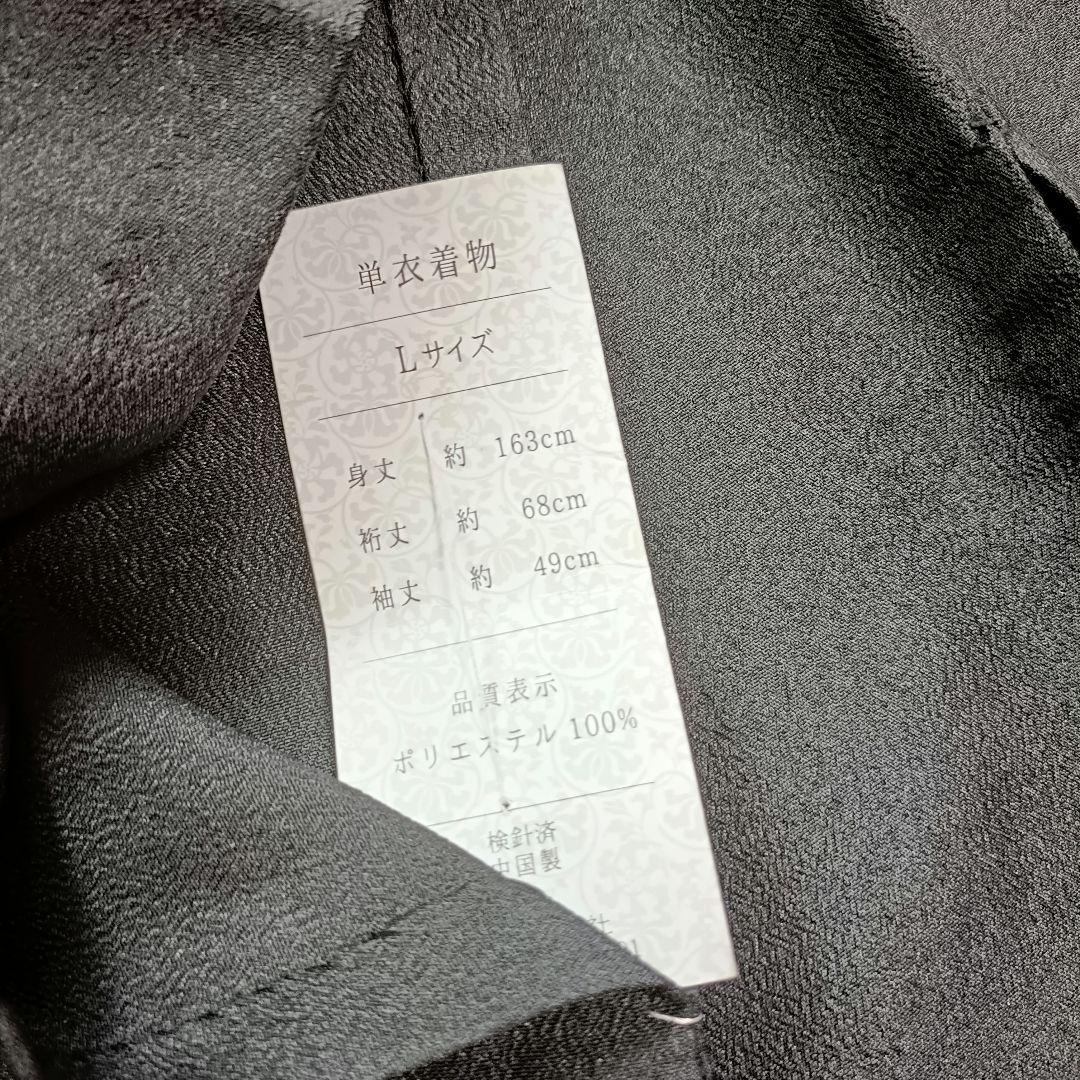 単衣着物
Lサイズ
身丈 約 163cm
裄丈 約 68cm
袖丈 約 49cm
品質表示
ポリエステル 100%
検針済
中国製
社